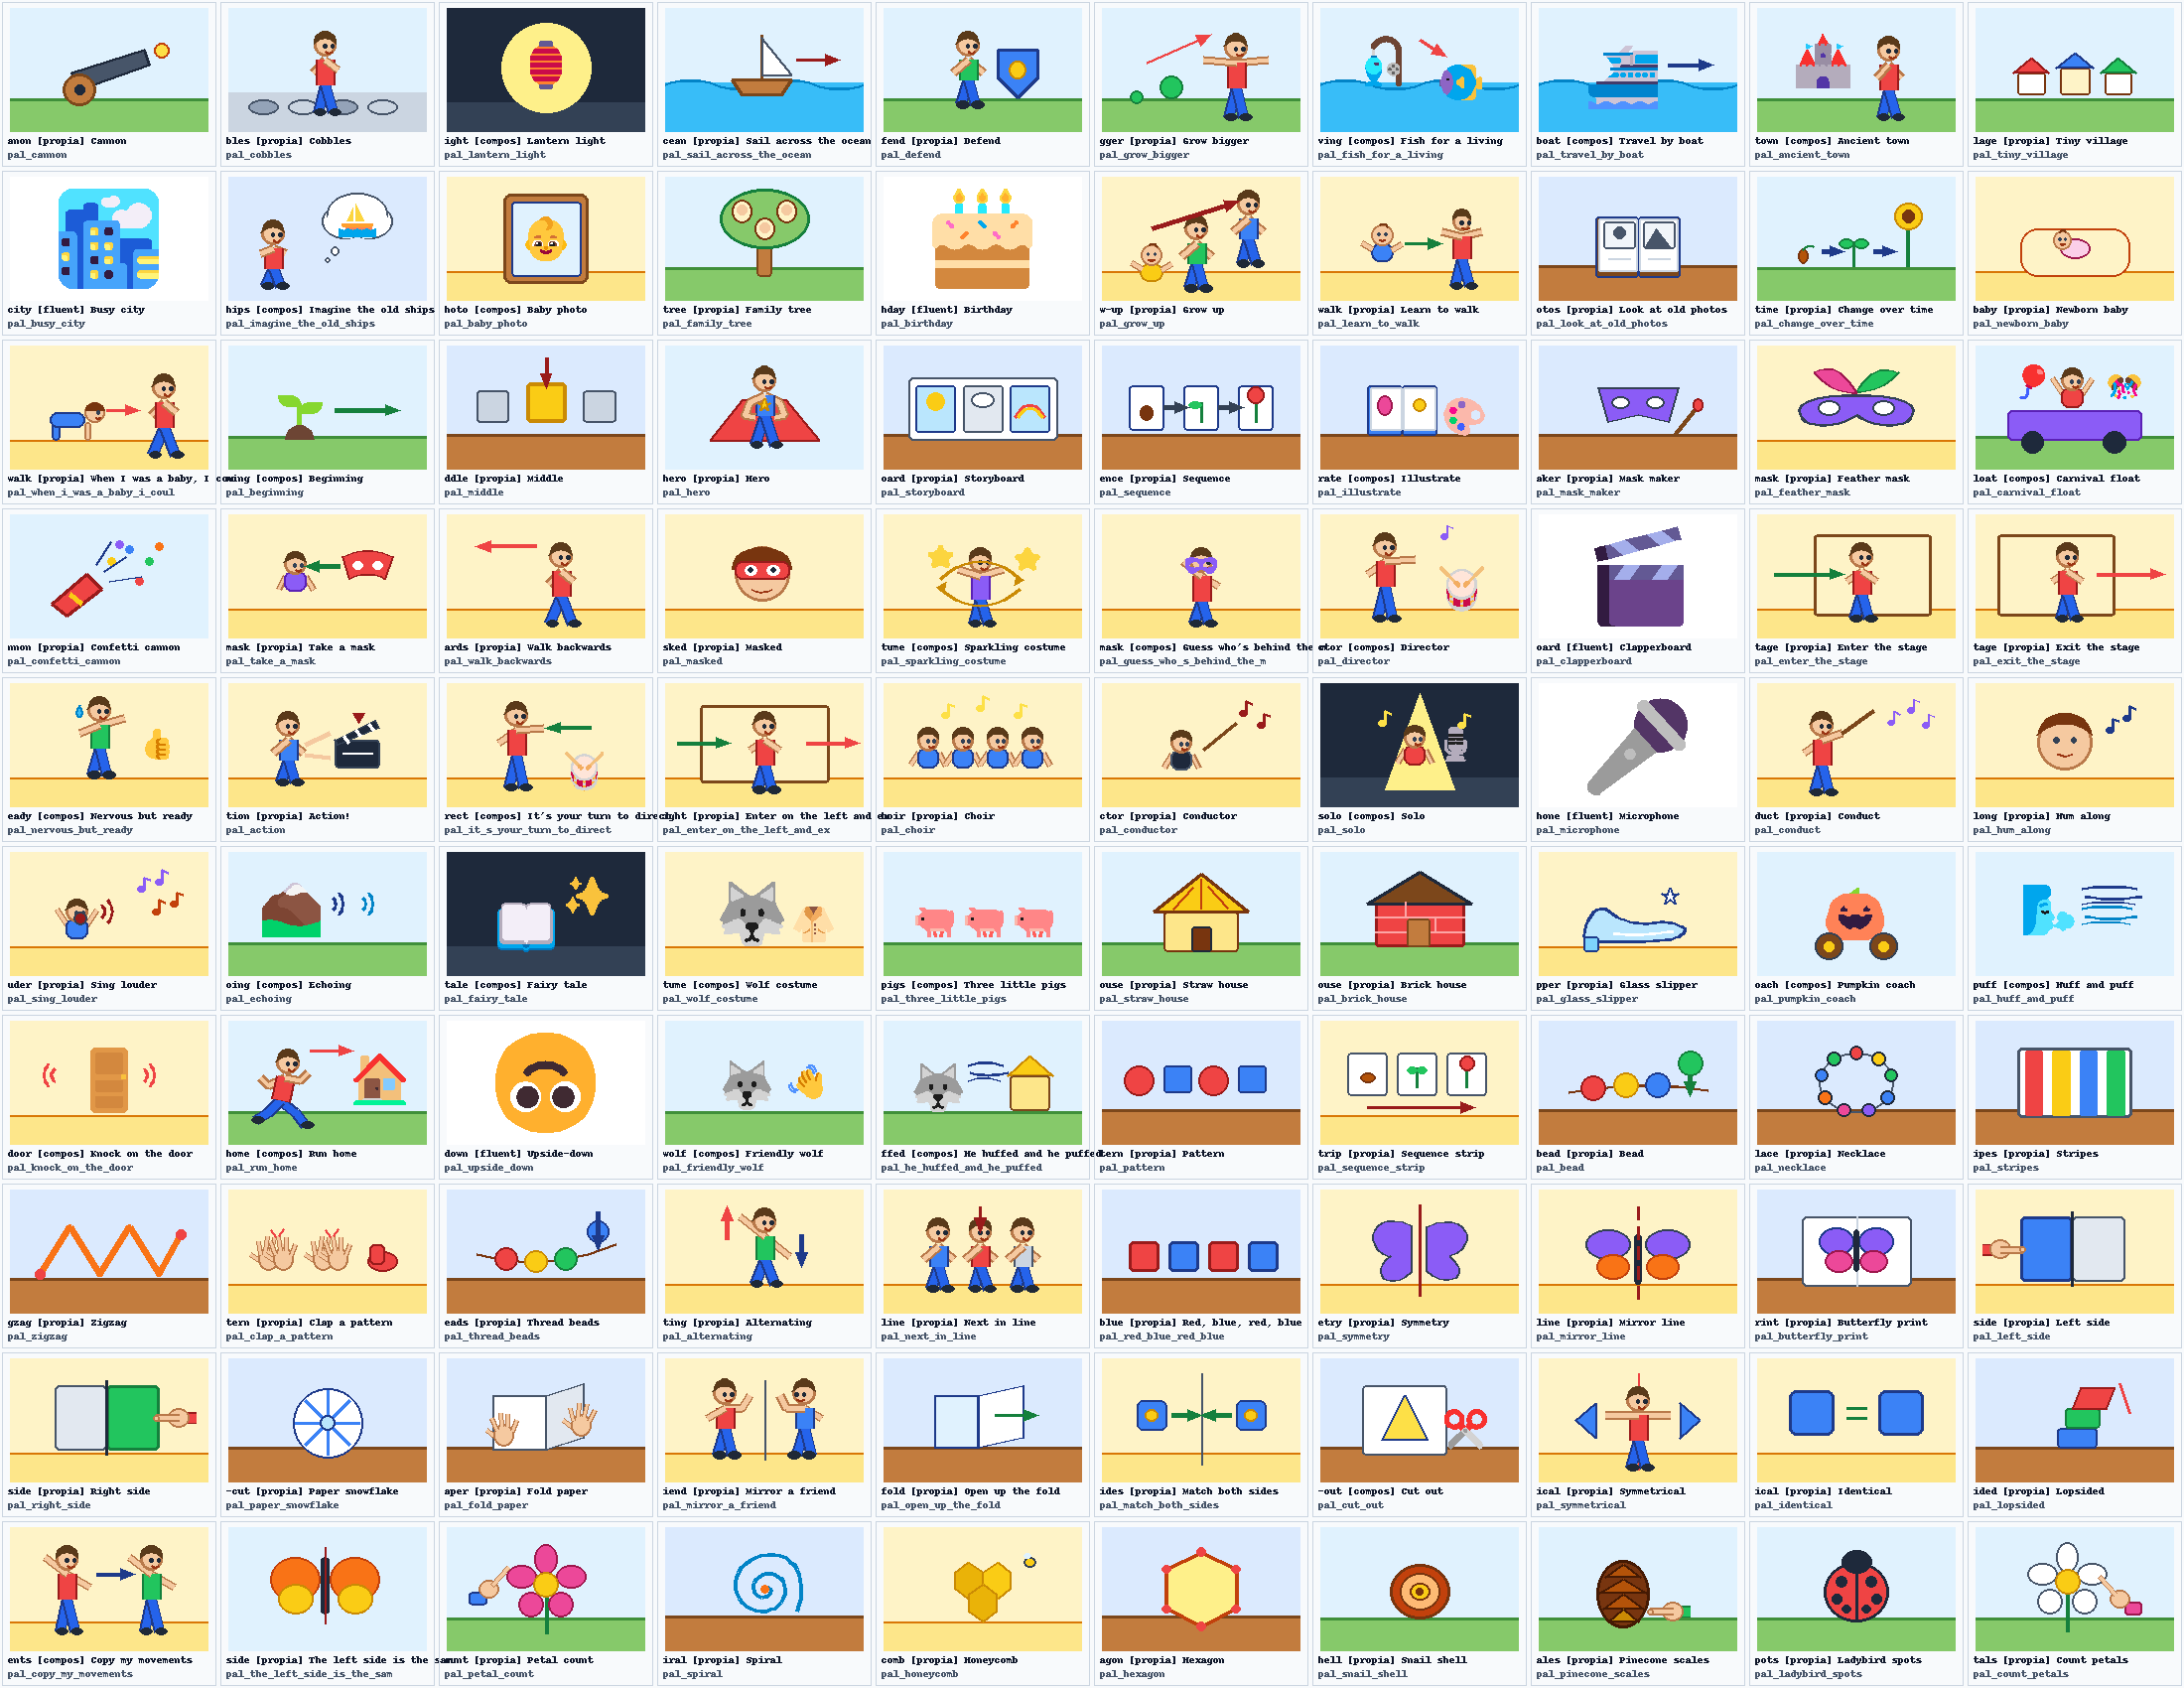 mon [propia] Cannon
pal_cannon
bles [propia] Cobbles
pal_cobbles
ight [compos] Lantern light
pal_lantern_light
cean [propia] Sail across the ocean
pal_sail_across_the_ocean
fend [propia] Defend
pal_defend
gger [propia] Grow bigger
pal_grow_bigger
ving [compos] Fish for a living
pal_fish_for_a_living
boat [compos] Travel by boat
pal_travel_by_boat
town [compos] Ancient town
pal_ancient_town
lage [propia] Tiny village
pal_tiny_village
city [fluent] Busy city
pal_busy_city
hips [compos] Imagine the old ships
pal_imagine_the_old_ships
hoto [compos] Baby photo
pal_baby_photo
tree [propia] Family tree
pal_family_tree
hday [fluent] Birthday
pal_birthday
w-up [propia] Grow up
pal_grow_up
walk [propia] Learn to walk
pal_learn_to_walk
otos [propia] Look at old photos
pal_look_at_old_photos
time [propia] Change over time
pal_change_over_time
baby [propia] Newborn baby
pal_newborn_baby
walk [propia] When I was a baby, I
pal_when_i_was_a_baby_i_coul
[compos] Beginning
pal_beginning
ddle [propia] Middle
pal_middle
hero [propia] Hero
pal_hero
oard [propia] Storyboard
pal_storyboard
ence [propia] Sequence
pal_sequence
rate [compos] Illustrate
pal_illustrate
aker [propia] Mask maker
pal_mask_maker
mask [propia] Feather mask
pal_feather_mask
loat [compos] Carnival float
pal_carnival_float
nnon [propia] Confetti cannon
pal_confetti_cannon
mask [propia] Take a mask
pal_take_a_mask
ards [propia] Walk backwards
pal_walk_backwards
sked [propia] Masked
pal_masked
tume [compos] Sparkling costume
pal_sparkling_costume
mask [compos] Guess who's behind the
pal_guess_who_s_behind_the_m
[compos] Director
pal_director
oard [fluent] Clapperboard
pal_clapperboard
tage [propia] Enter the stage
pal_enter_the_stage
tage [propia] Exit the stage
pal_exit_the_stage
eady [compos] Nervous but ready
pal_nervous_but_ready
tion [propia] Action!
pal_action
rect [compos] It's your turn to direct
pal_it_s_your_turn_to_direct
[propia] Enter on the left and
pal_enter_on_the_left_and_ex
[propia] Choir
pal_choir
ctor [propia] Conductor
pal_conductor
solo [compos] Solo
pal_solo
hone [fluent] Microphone
pal_microphone
duct [propia] Conduct
pal_conduct
long [propia] Hum along
pal_hum_along
uder [propia] Sing louder
pal_sing_louder
oing [compos] Echoing
pal_echoing
tale [compos] Fairy tale
pal_fairy_tale
tume [compos] Wolf costume
pal_wolf_costume
pigs [compos] Three little pigs
pal_three_little_pigs
ouse [propia] Straw house
pal_straw_house
ouse [propia] Brick house
pal_brick_house
pper [propia] Glass slipper
pal_glass_slipper
oach [compos] Pumpkin coach
pal_pumpkin_coach
puff [compos] Huff and puff
pal_huff_and_puff
door [compos] Knock on the door
pal_knock_on_the_door
home [compos] Run home
pal_run_home
down [fluent] Upside-down
pal_upside_down
wolf [compos] Friendly wolf
pal_friendly_wolf
ffed [compos] He huffed and he puffed
pal_he_huffed_and_he_puffed
[propia] Pattern
pal_pattern
trip [propia] Sequence strip
pal_sequence_strip
bead [propia] Bead
pal_bead
lace [propia] Necklace
pal_necklace
ipes [propia] Stripes
pal_stripes
gzag [propia] Zigzag
pal_zigzag
tern [propia] Clap a pattern
pal_clap_a_pattern
eads [propia] Thread beads
pal_thread_beads
ting [propia] Alternating
pal_alternating
line [propia] Next in line
pal_next_in_line
blue [propia] Red, blue, red, blue
pal_red_blue_red_blue
etry [propia] Symmetry
pal_symmetry
line [propia] Mirror line
pal_mirror_line
rint [propia] Butterfly print
pal_butterfly_print
side [propia] Left side
pal_left_side
side [propia] Right side
pal_right_side
-cut [propia] Paper snowflake
pal_paper_snowflake
aper [propia] Fold paper
pal_fold_paper
iend [propia] Mirror a friend
pal_mirror_a_friend
fold [propia] Open up the fold
pal_open_up_the_fold
ides [propia] Match both sides
pal_match_both_sides
-out [compos] Cut out
pal_cut_out
ical [propia] Symmetrical
pal_symmetrical
ical [propia] Identical
pal_identical
ided [propia] Lopsided
pal_lopsided
ents [compos] Copy my movements
pal_copy_my_movements
side [propia] The left side is the
pal_the_left_side_is_the_sam
[propia] Petal count
pal_petal_count
iral [propia] Spiral
pal_spiral
comb [propia] Honeycomb
pal_honeycomb
agon [propia] Hexagon
pal_hexagon
hell [propia] Snail shell
pal_snail_shell
ales [propia] Pinecone scales
pal_pinecone_scales
pots [propia] Ladybird spots
pal_ladybird_spots
tals [propia] Count petals
pal_count_petals